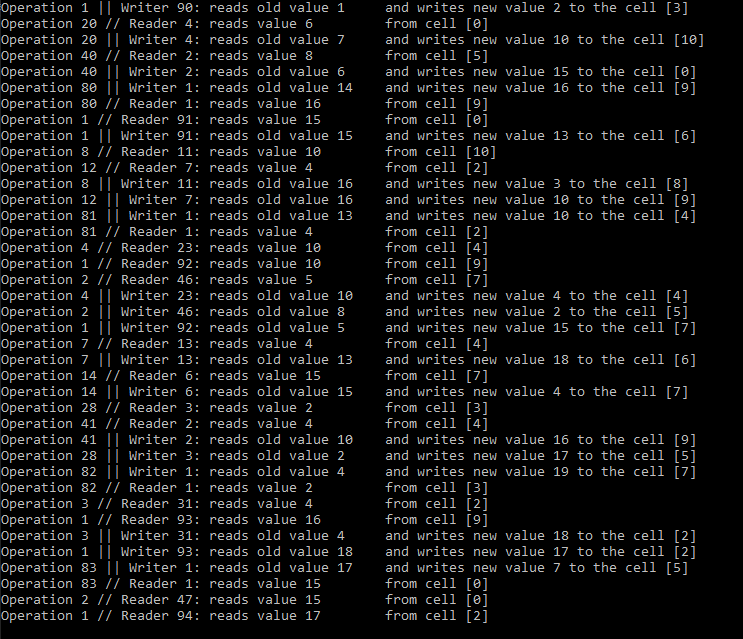 Operation 1 || Writer 90: reads old value 1 and writes new value 2 to the cell [3]
Operation 20 // Reader 4: reads value 6 from cell [0]
Operation 20 || Writer 4: reads old value 7 and writes new value 10 to the cell [10]
Operation 40 // Reader 2: reads value 8 from cell [5]
Operation 40 || Writer 2: reads old value 6 and writes new value 15 to the cell [0]
Operation 80 || Writer 1: reads old value 14 and writes new value 16 to the cell [9]
Operation 80 // Reader 1: reads value 16 from cell [9]
Operation 1 // Reader 91: reads value 15 from cell [0]
Operation 1 || Writer 91: reads old value 15 and writes new value 13 to the cell [6]
Operation 8 // Reader 11: reads value 10 from cell [10]
Operation 12 // Reader 7: reads value 4 from cell [2]
Operation 8 || Writer 11: reads old value 16 and writes new value 3 to the cell [8]
Operation 12 || Writer 7: reads old value 16 and writes new value 10 to the cell [9]
Operation 81 || Writer 1: reads old value 13 and writes new value 10 to the cell [4]
Operation 81 // Reader 1: reads value 4 from cell [2]
Operation 4 // Reader 23: reads value 10 from cell [4]
Operation 1 // Reader 92: reads value 10 from cell [9]
Operation 2 // Reader 46: reads value 5 from cell [7]
Operation 4 || Writer 23: reads old value 10 and writes new value 4 to the cell [4]
Operation 2 || Writer 46: reads old value 8 and writes new value 2 to the cell [5]
Operation 1 || Writer 92: reads old value 5 and writes new value 15 to the cell [7]
Operation 7 // Reader 13: reads value 4 from cell [4]
Operation 7 || Writer 13: reads old value 13 and writes new value 18 to the cell [6]
Operation 14 // Reader 6: reads value 15 from cell [7]
Operation 14 || Writer 6: reads old value 15 and writes new value 4 to the cell [7]
Operation 28 // Reader 3: reads value 2 from cell [3]
Operation 41 // Reader 2: reads value 4 from cell [4]
Operation 41 || Writer 2: reads old value 10 and writes new value 16 to the cell [9]
Operation 28 || Writer 3: reads old value 2 and writes new value 17 to the cell [5]
Operation 82 || Writer 1: reads old value 4 and writes new value 19 to the cell [7]
Operation 82 // Reader 1: reads value 2 from cell [3]
Operation 3 // Reader 31: reads value 4 from cell [2]
Operation 1 // Reader 93: reads value 16 from cell [9]
Operation 3 || Writer 31: reads old value 4 and writes new value 18 to the cell [2]
Operation 1 || Writer 93: reads old value 18 and writes new value 17 to the cell [2]
Operation 83 || Writer 1: reads old value 17 and writes new value 7 to the cell [5]
Operation 83 // Reader 1: reads value 15 from cell [0]
Operation 2 // Reader 47: reads value 15 from cell [0]
Operation 1 // Reader 94: reads value 17 from cell [2]